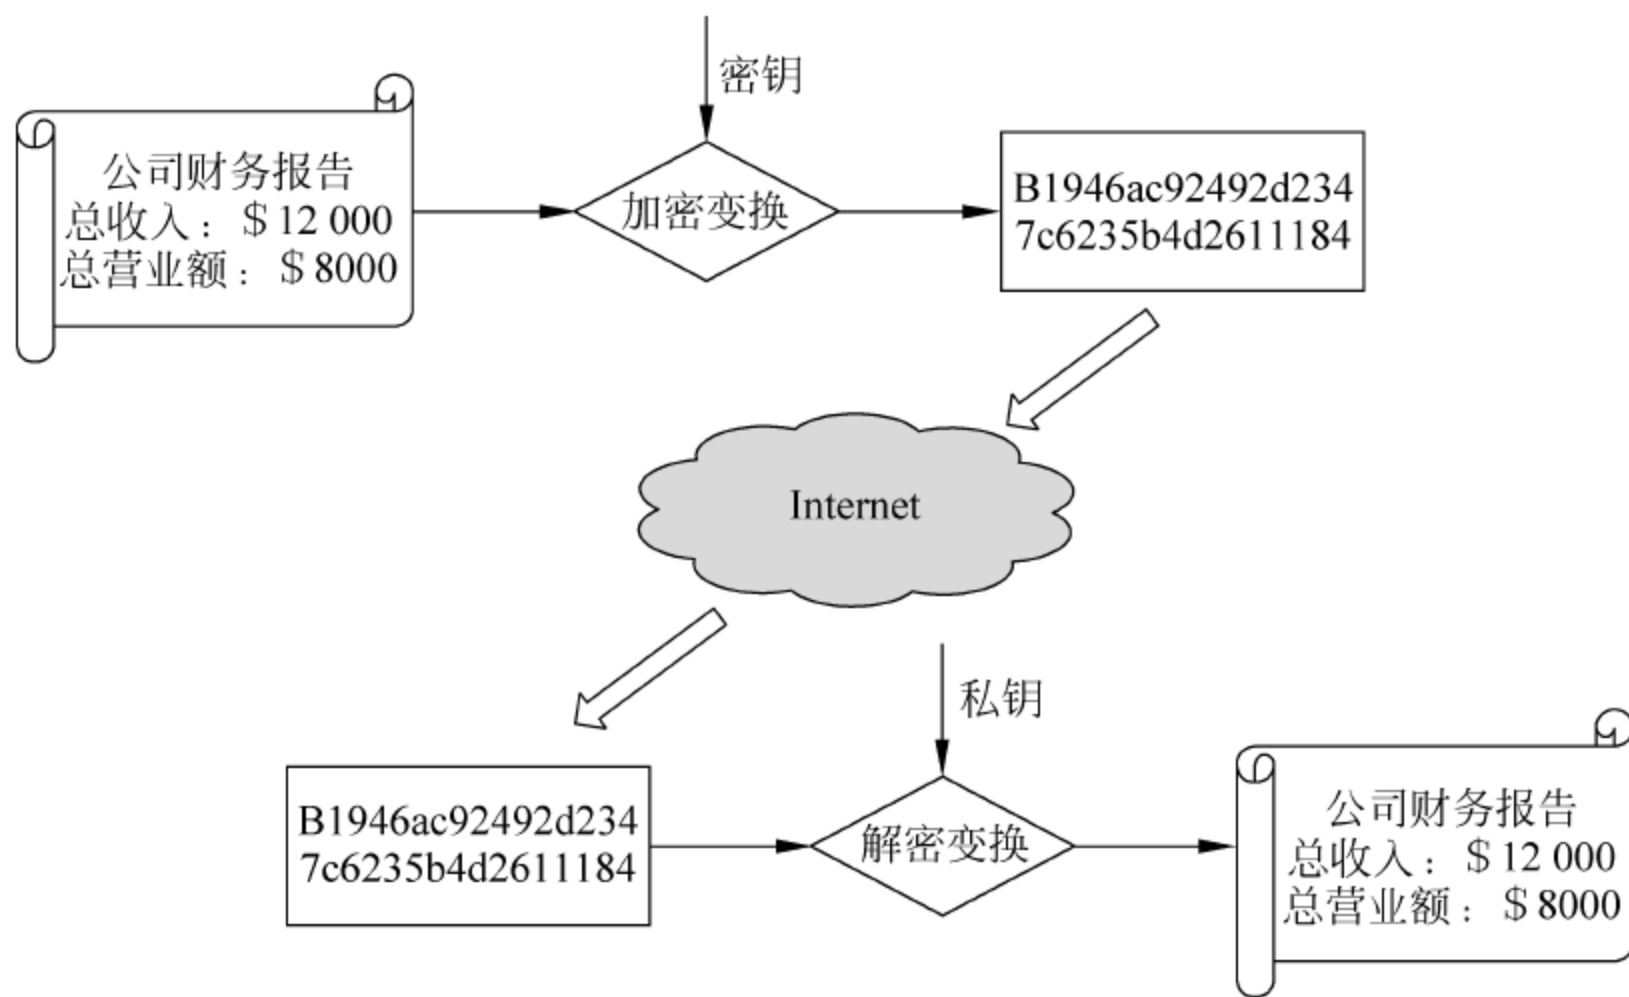 密钥
公司财务报告
总收入：＄12 000
总营业额：＄8000
加密变换
B1946ac92492d234
7c6235b4d2611184
Internet
私钥
B1946ac92492d234
7c6235b4d2611184
解密变换
公司财务报告
总收入：＄12 000
总营业额：＄8000